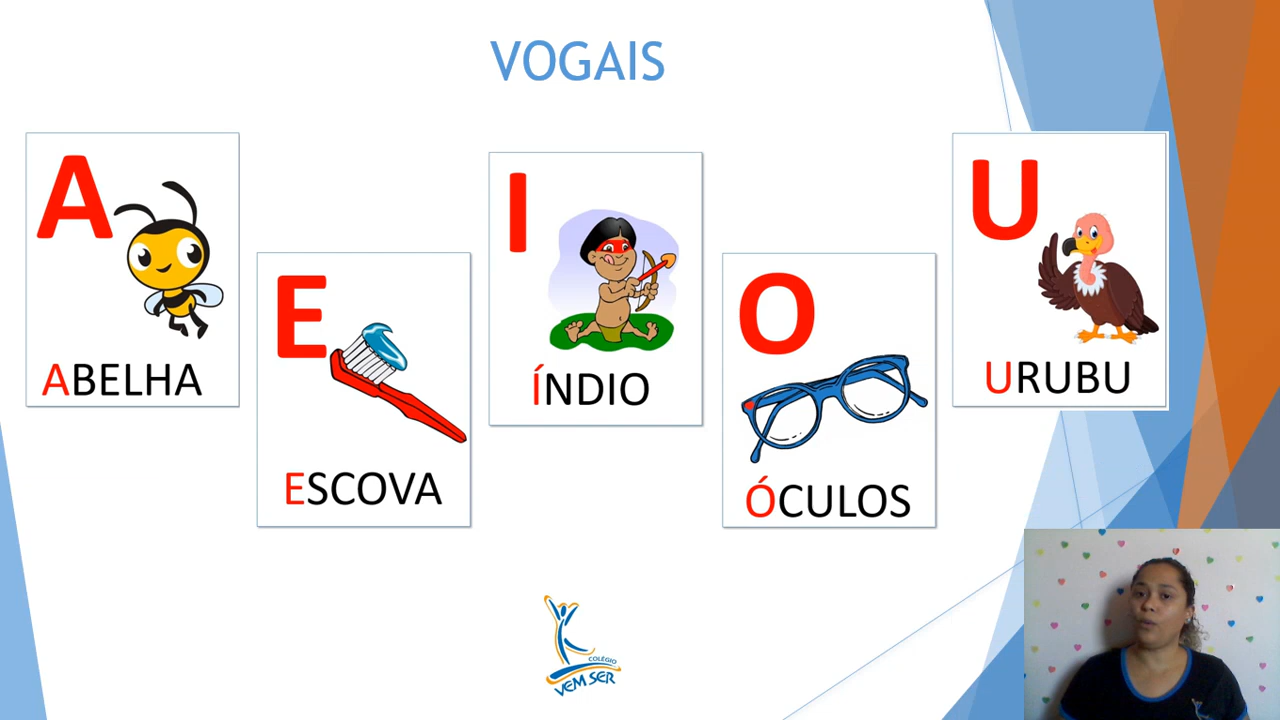 VOGAIS
A
ABELHA
E
ESCOVA
I
ÍNDIO
O
ÓCULOS
U
URUBU
COLÉGIO
VEM SER